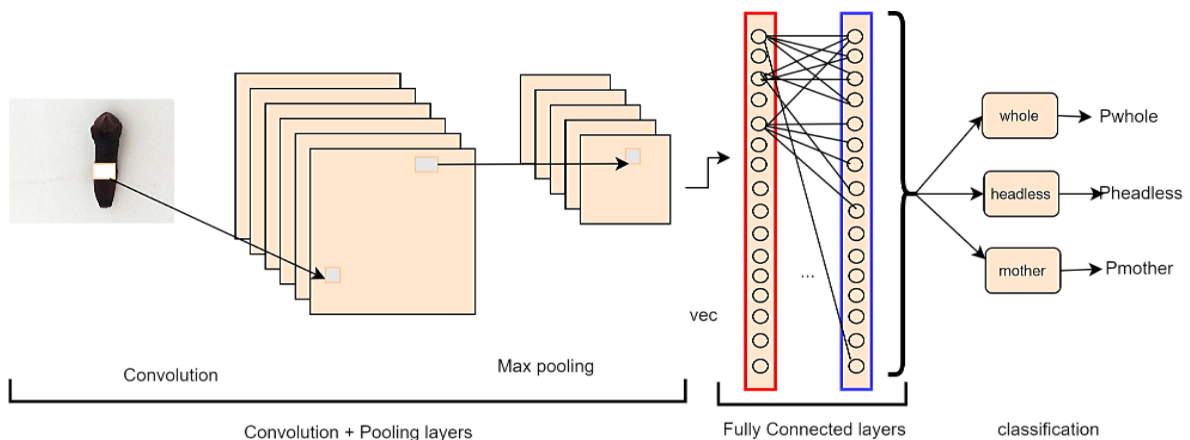 whole
Pwhole
headless
Pheadless
mother
Pmother
...
vec
Convolution
Max pooling
Convolution + Pooling layers
Fully Connected layers
classification